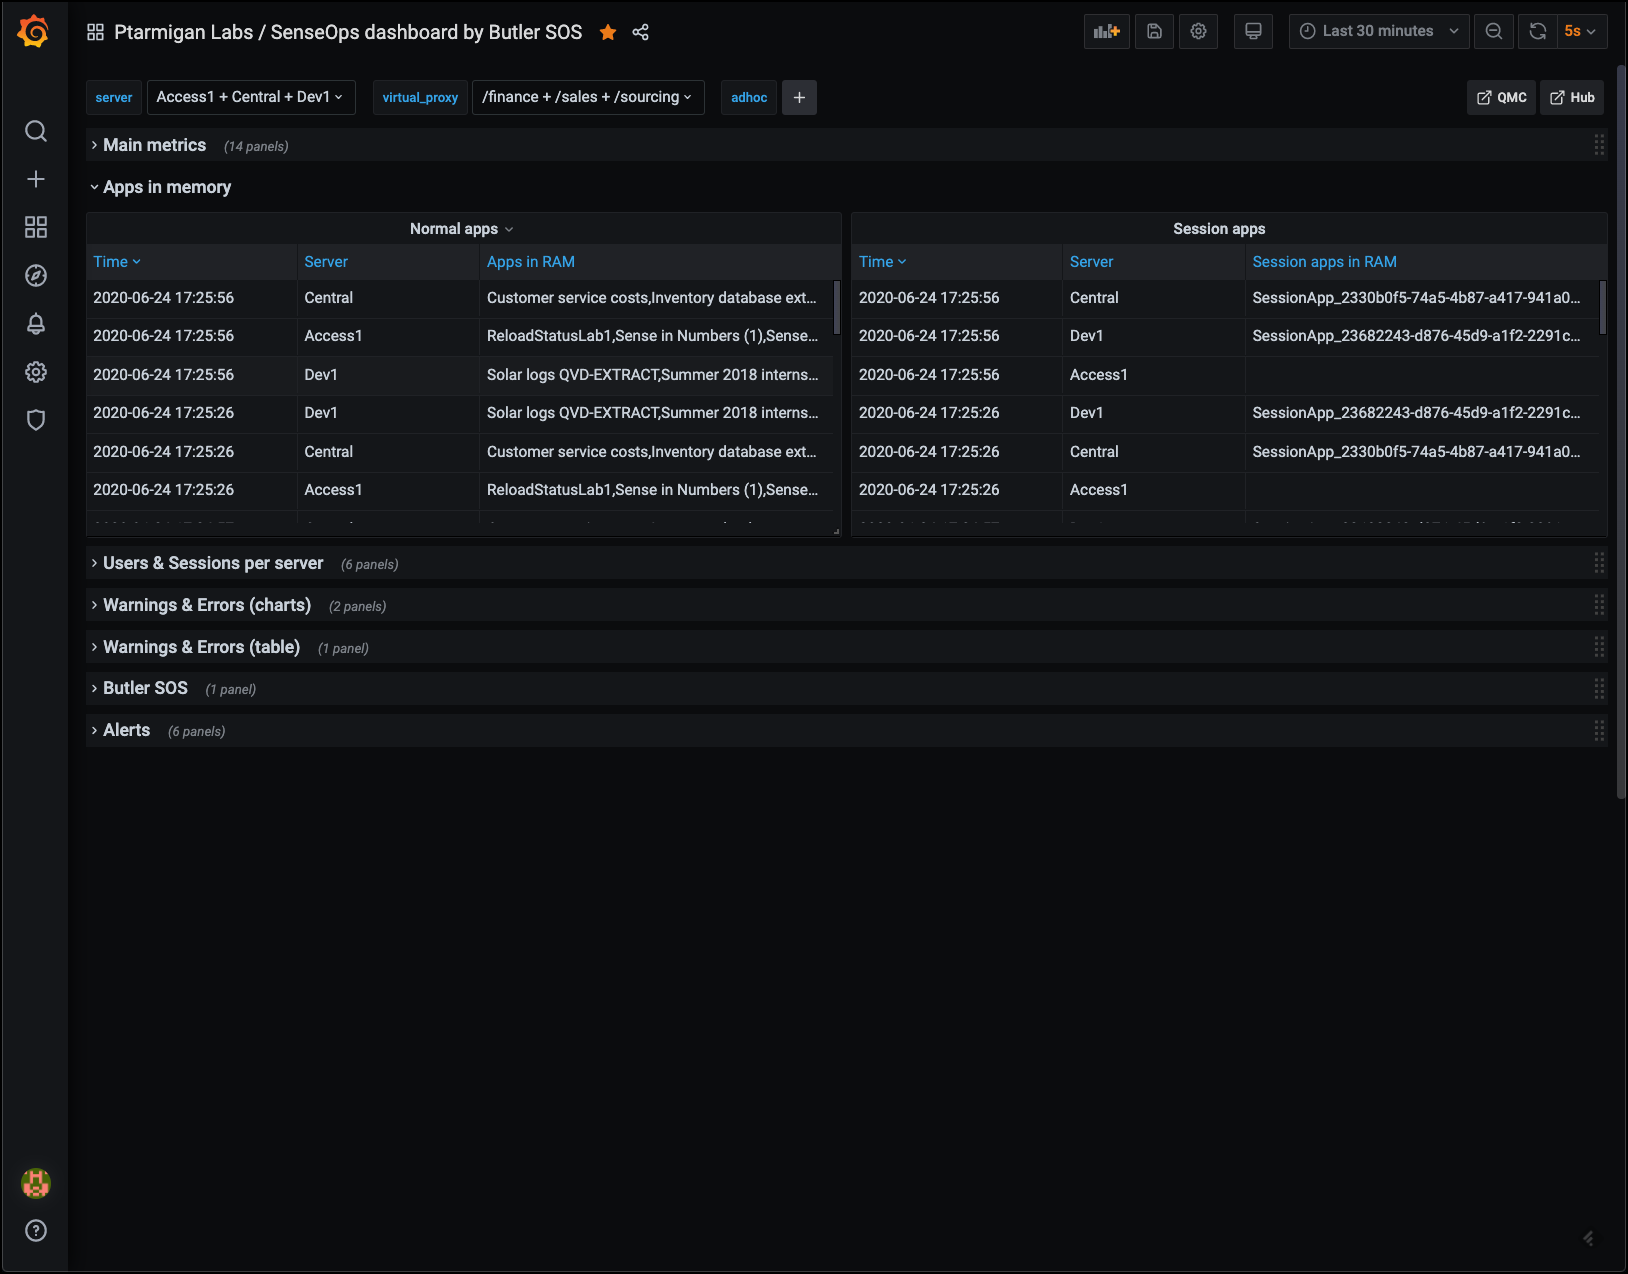 Ptarmigan Labs / SenseOps dashboard by Butler SOS
Last 30 minutes
5s
server
Access1 + Central + Dev1
virtual_proxy
/finance + /sales + /sourcing
adhoc
+
QMC
Hub
Main metrics (14 panels)
Apps in memory
Normal apps
Time Server Apps in RAM
2020-06-24 17:25:56 Central Customer service costs,Inventory database ext...
2020-06-24 17:25:56 Access1 ReloadStatusLab1,Sense in Numbers (1),Sense...
2020-06-24 17:25:56 Dev1 Solar logs QVD-EXTRACT,Summer 2018 interns...
2020-06-24 17:25:26 Dev1 Solar logs QVD-EXTRACT,Summer 2018 interns...
2020-06-24 17:25:26 Central Customer service costs,Inventory database ext...
2020-06-24 17:25:26 Access1 ReloadStatusLab1,Sense in Numbers (1),Sense...
Session apps
Time Server Session apps in RAM
2020-06-24 17:25:56 Central SessionApp_2330b0f5-74a5-4b87-a417-941a0...
2020-06-24 17:25:56 Dev1 SessionApp_23682243-d876-45d9-a1f2-2291c...
2020-06-24 17:25:56 Access1
2020-06-24 17:25:26 Dev1 SessionApp_23682243-d876-45d9-a1f2-2291c...
2020-06-24 17:25:26 Central SessionApp_2330b0f5-74a5-4b87-a417-941a0...
2020-06-24 17:25:26 Access1
Users & Sessions per server (6 panels)
Warnings & Errors (charts) (2 panels)
Warnings & Errors (table) (1 panel)
Butler SOS (1 panel)
Alerts (6 panels)